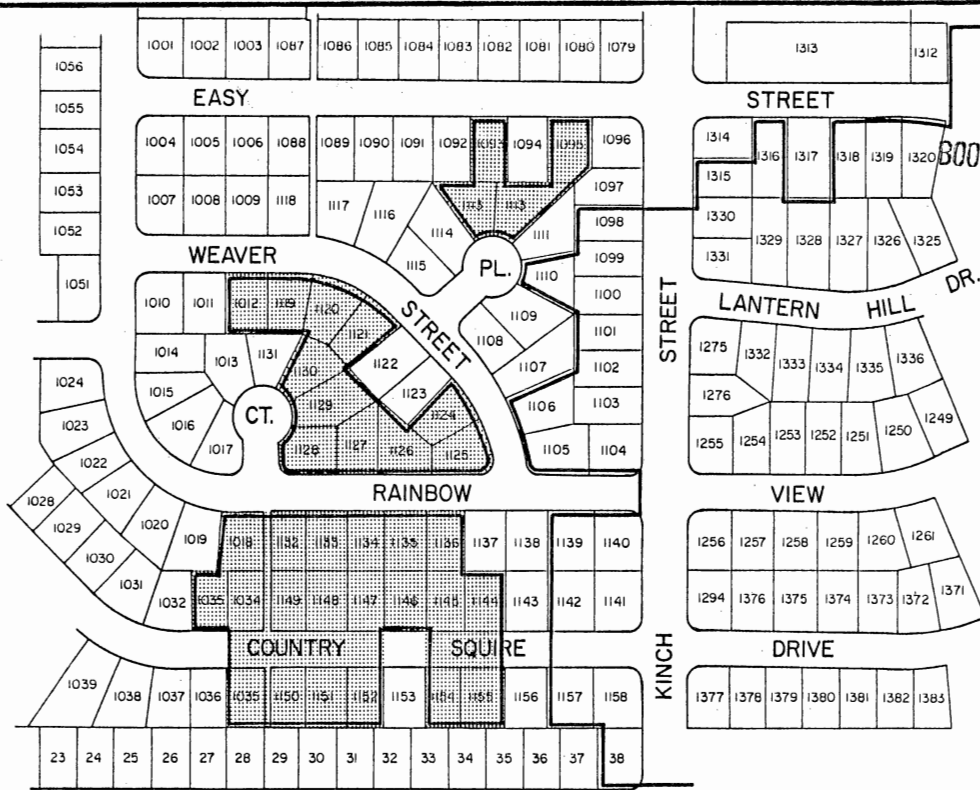 1001 1002 1003 1087 1086 1085 1084 1083 1082 1081 1080 1079 1313 1312
1056
EASY STREET
1055
1054 1004 1005 1006 1088 1089 1090 1091 1092 1093 1094 1095 1096 1314 1316 1317 1318 1319 1320 800
1315
1053 1007 1008 1009 1118 1117 1116 1114 1113 1113 1111 1097
1052 1098 1330 1329 1328 1327 1326 1325
WEAVER STREET PL.
1051 1115 1110 1099 1331
1010 1011 1012 1119 1120 1121 1109 1100 STREET LANTERN HILL DR.
1014 1013 1131 1122 1108 1101 1275 1332 1333 1334 1335 1336
1024 1015 1130 1123 1107 1102 1276
1023 1016 CT. 1129 1124 1106 1103
1022 1017 1128 1127 1126 1125 1105 1104 1255 1254 1253 1252 1251 1250 1249
RAINBOW VIEW
1028 1021
1029 1020 1019 1018 1132 1133 1134 1135 1136 1137 1138 1139 1140 1256 1257 1258 1259 1260 1261
1030
1031 1032 1035 1034 1149 1148 1147 1146 1145 1144 1143 1142 1141 1294 1376 1375 1374 1373 1372 1371
COUNTRY SQUIRE DRIVE
KINCH
1039 1038 1037 1036 1035 1150 1151 1152 1153 1154 1155 1156 1157 1158 1377 1378 1379 1380 1381 1382 1383
23 24 25 26 27 28 29 30 31 32 33 34 35 36 37 38